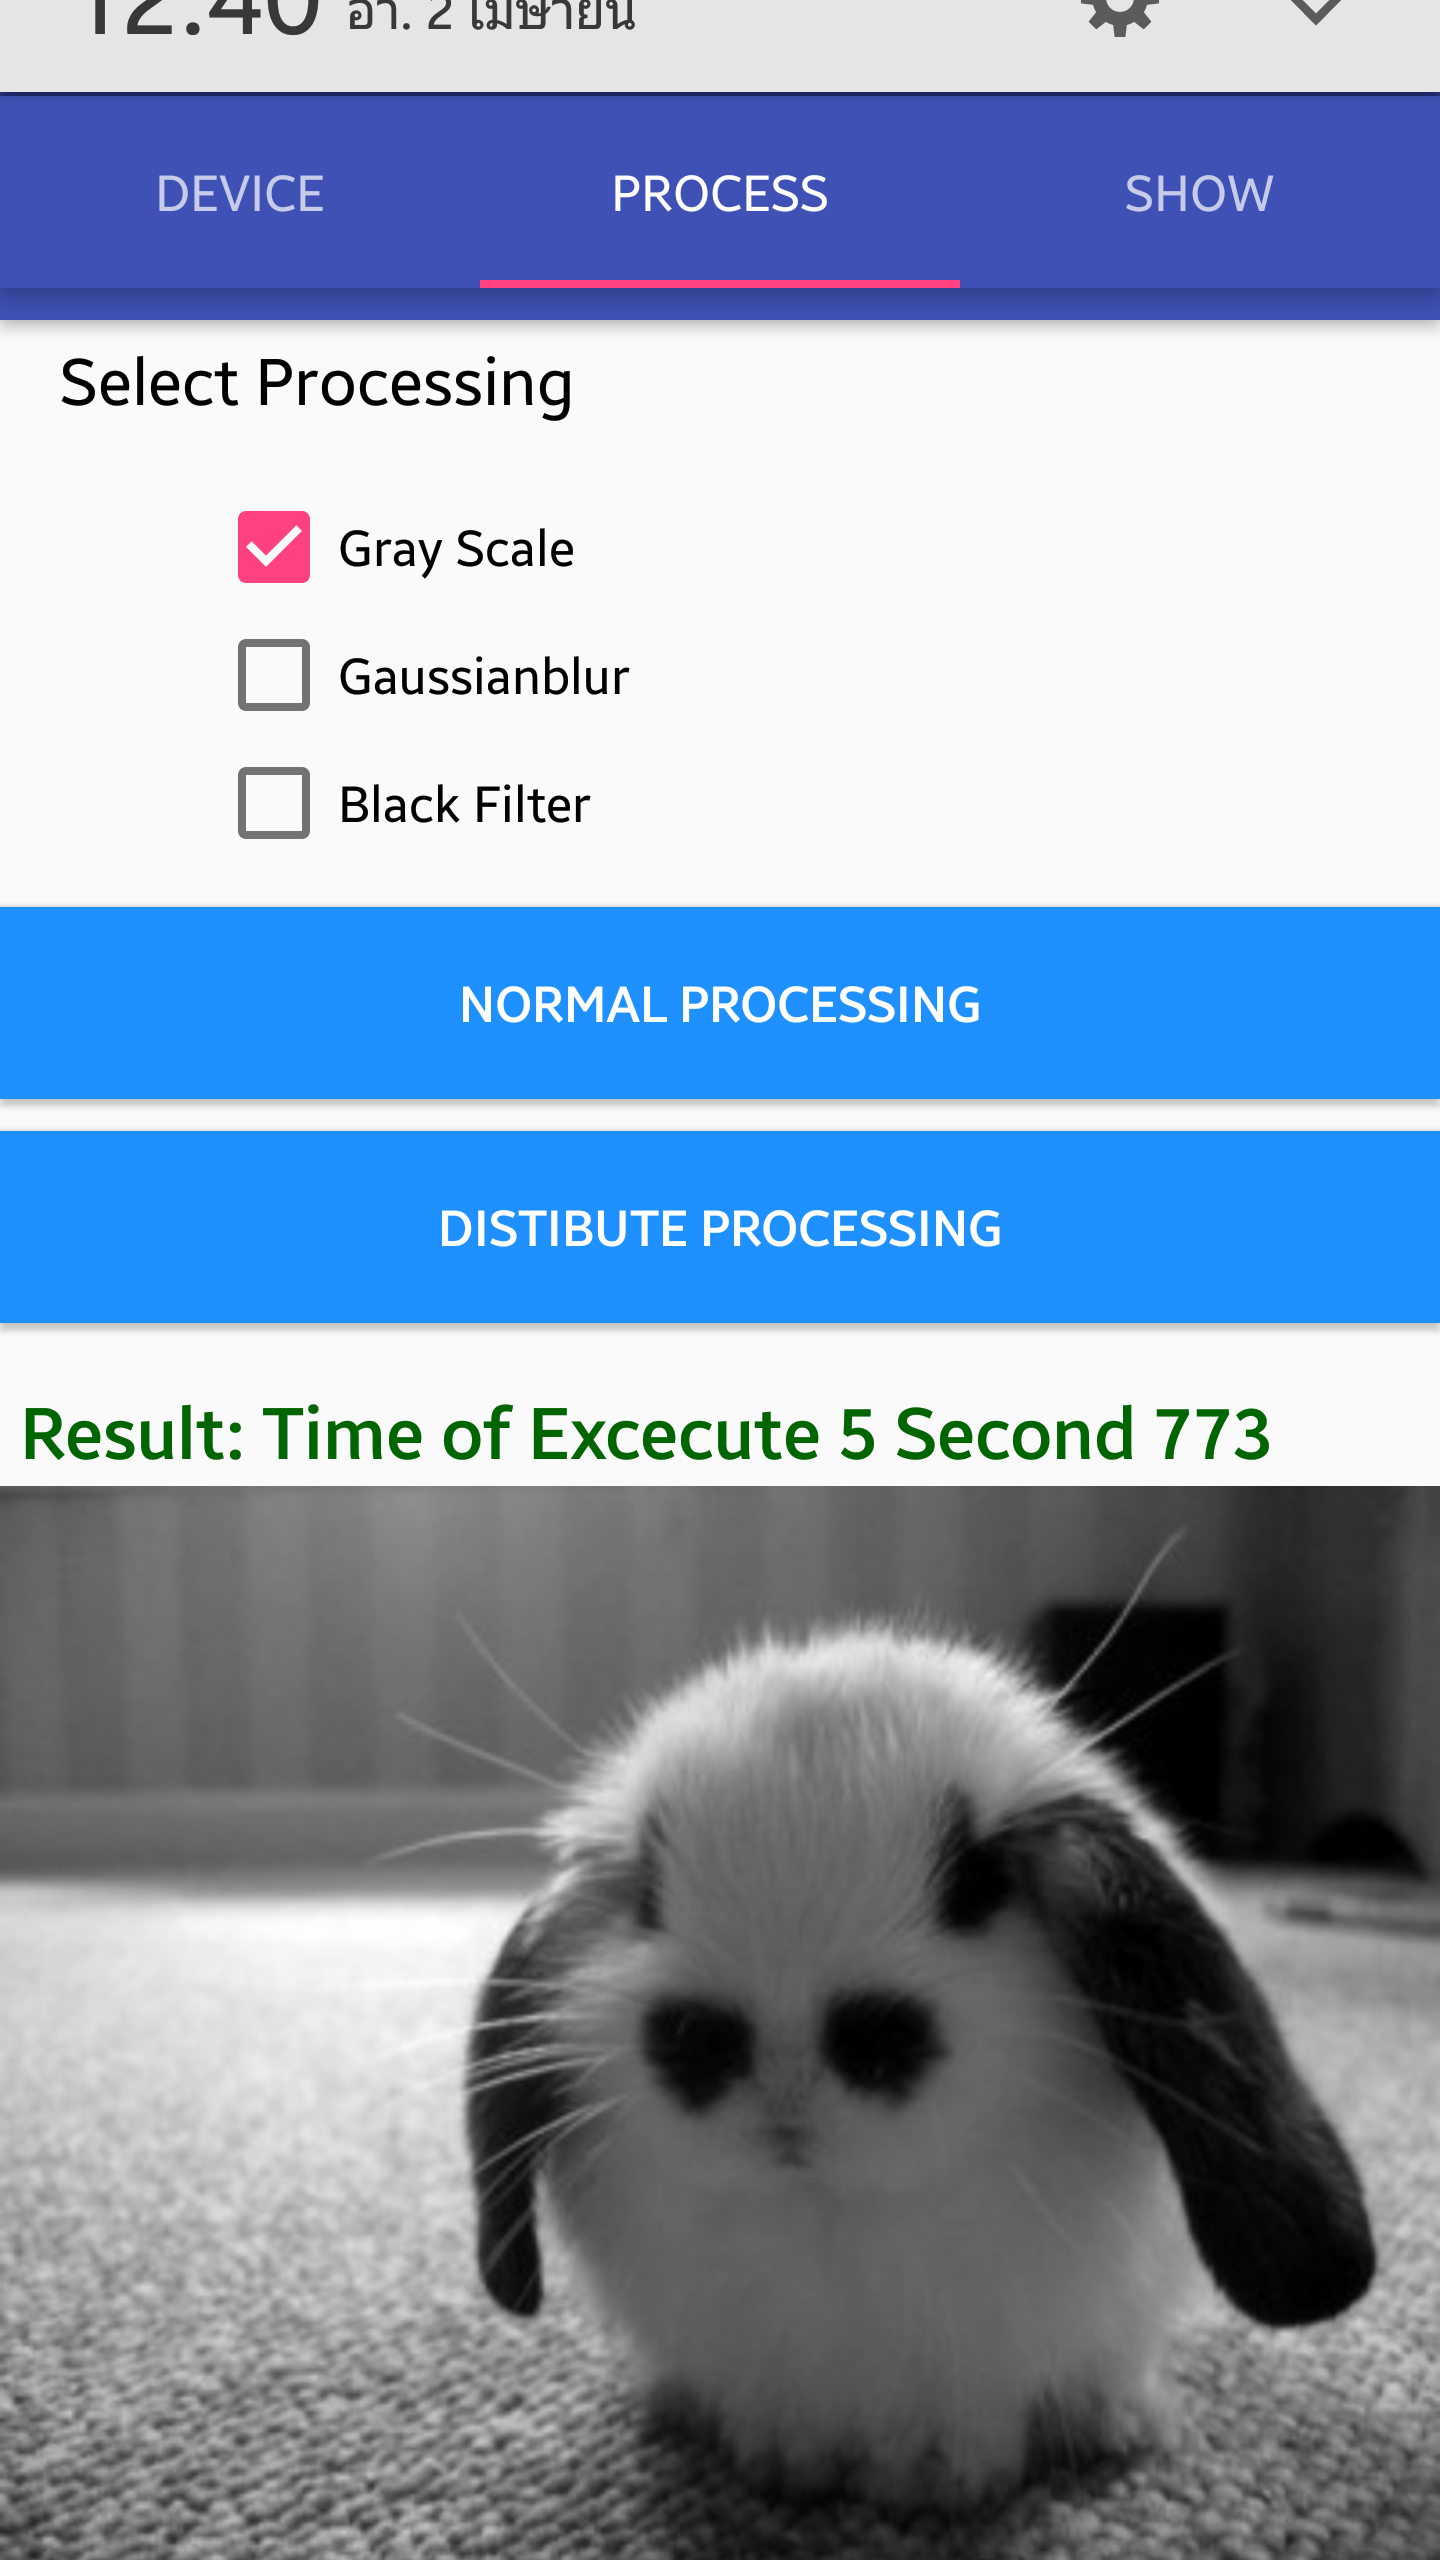 12:40 อา. 2 เมษายน
DEVICE PROCESS SHOW
Select Processing
Gray Scale
Gaussianblur
Black Filter
NORMAL PROCESSING
DISTIBUTE PROCESSING
Result: Time of Excecute 5 Second 773